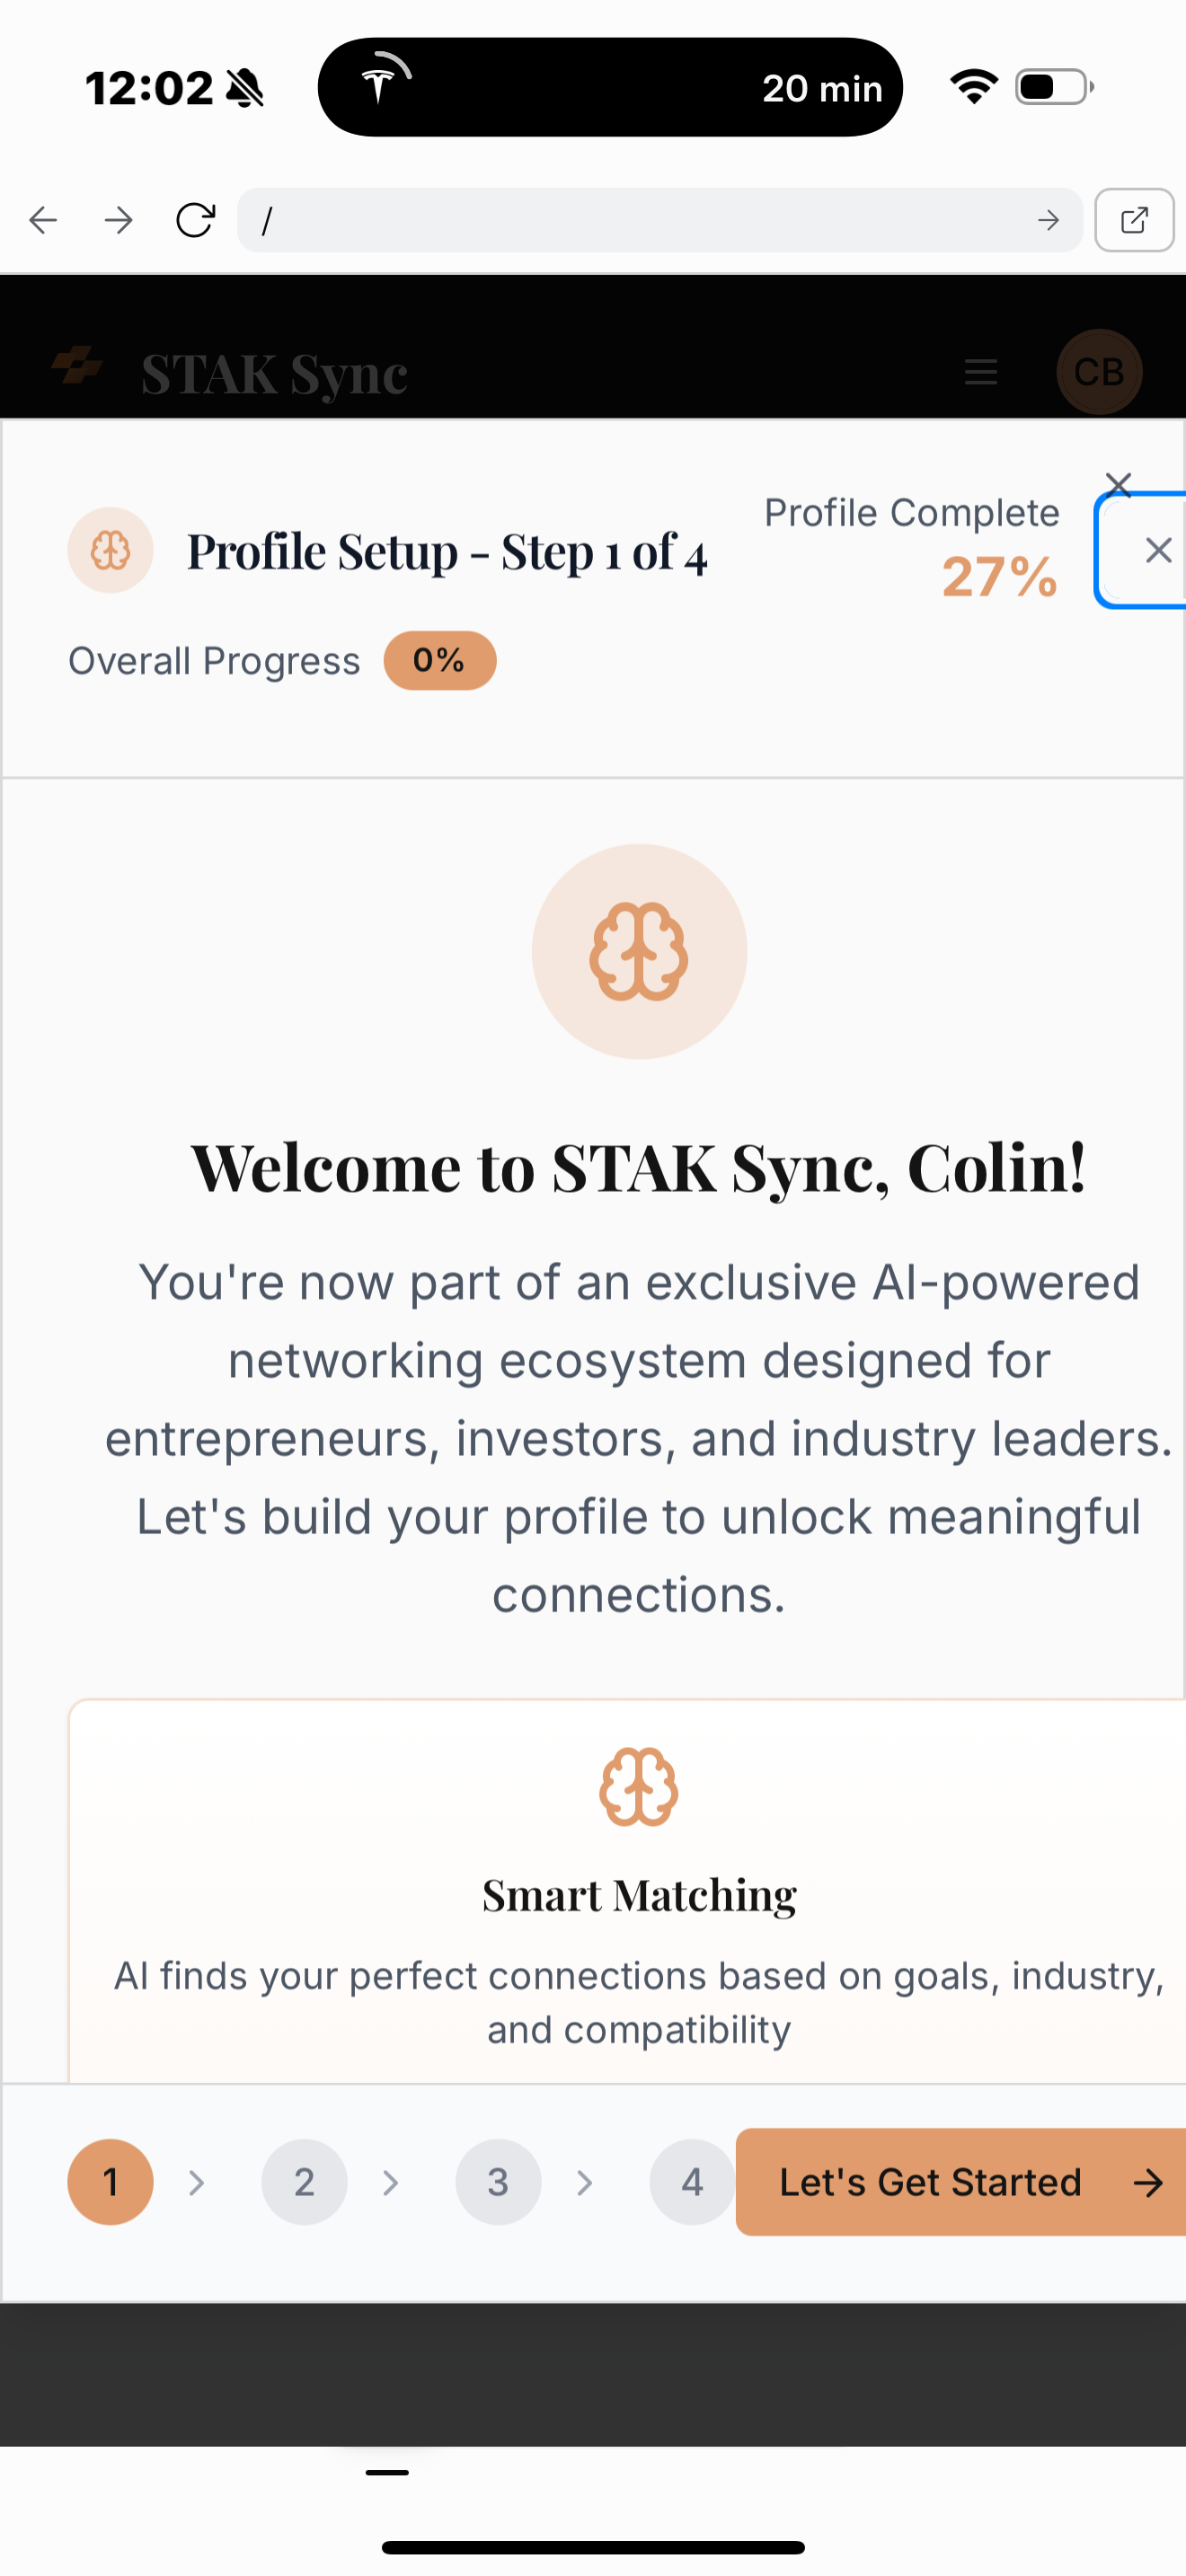 12:02
20 min
/
STAK Sync
CB
Profile Setup - Step 1 of 4
Profile Complete
27%
Overall Progress
0%
Welcome to STAK Sync, Colin!
You're now part of an exclusive AI-powered
networking ecosystem designed for
entrepreneurs, investors, and industry leaders.
Let's build your profile to unlock meaningful
connections.
Smart Matching
AI finds your perfect connections based on goals, industry,
and compatibility
1
2
3
4
Let's Get Started